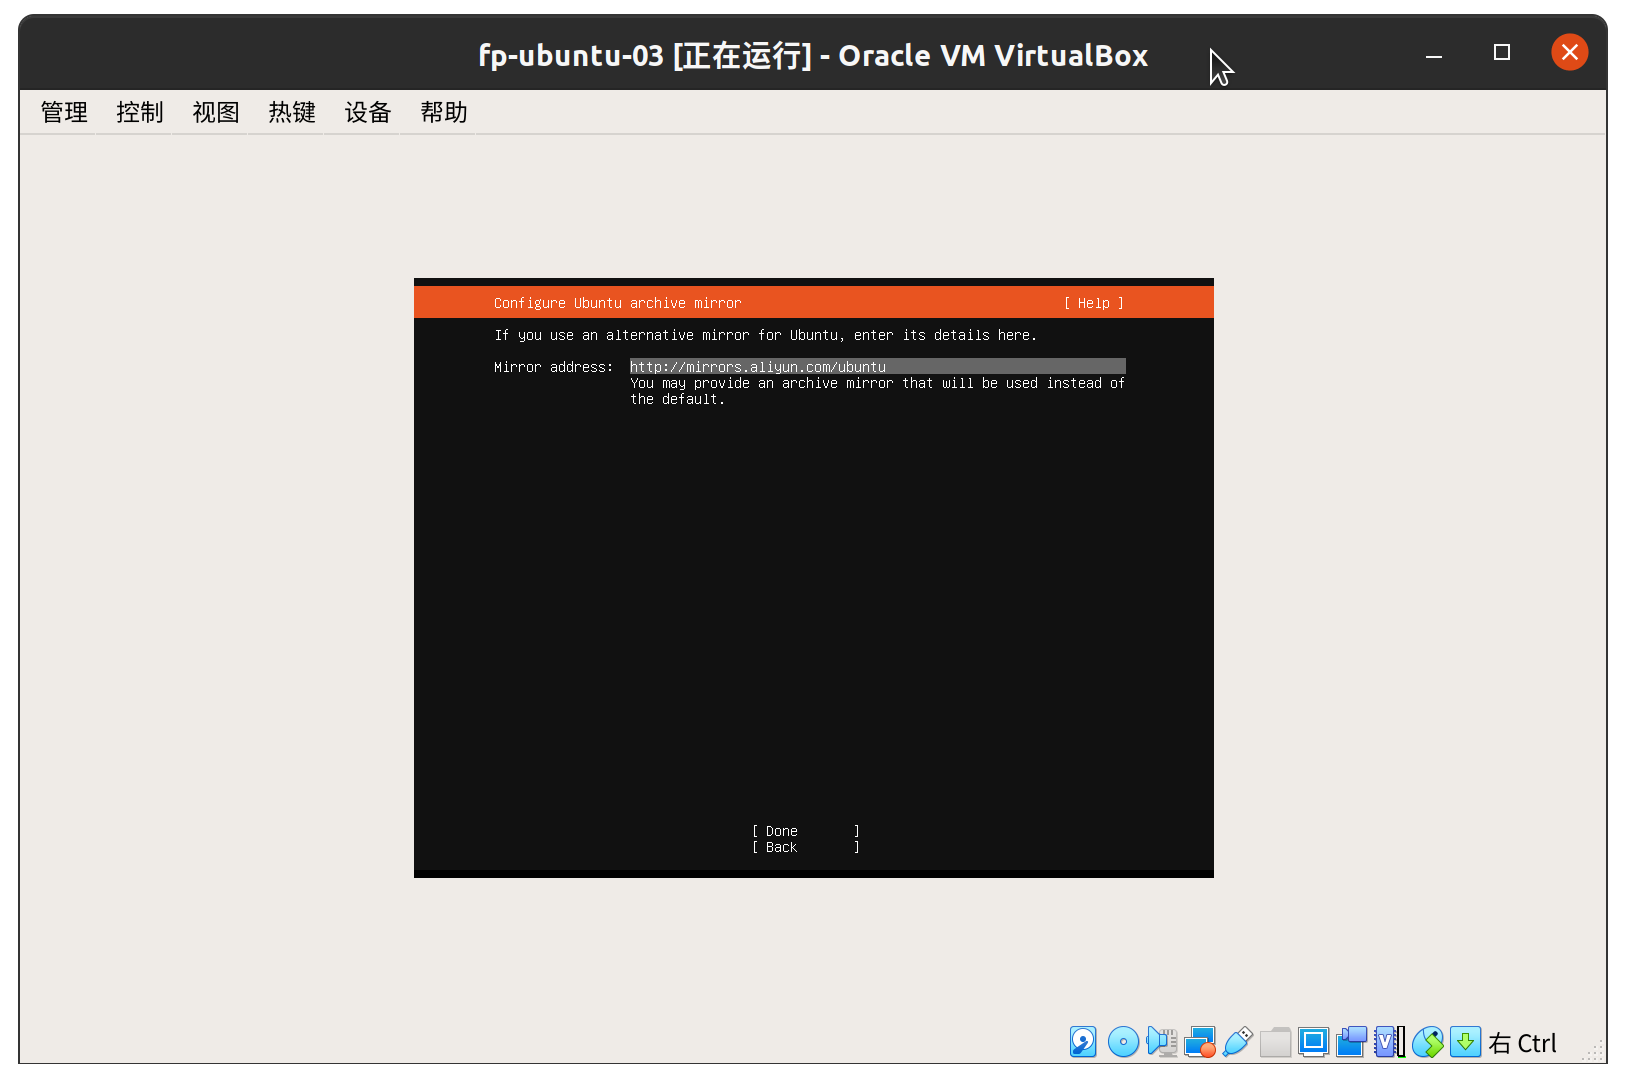 fp-ubuntu-03 [正在运行] - Oracle VM VirtualBox
管理 控制 视图 热键 设备 帮助
Configure Ubuntu archive mirror [ Help ]
If you use an alternative mirror for Ubuntu, enter its details here.
Mirror address: http://mirrors.aliyun.com/ubuntu
You may provide an archive mirror that will be used instead of
the default.
[ Done ]
[ Back ]
右 Ctrl